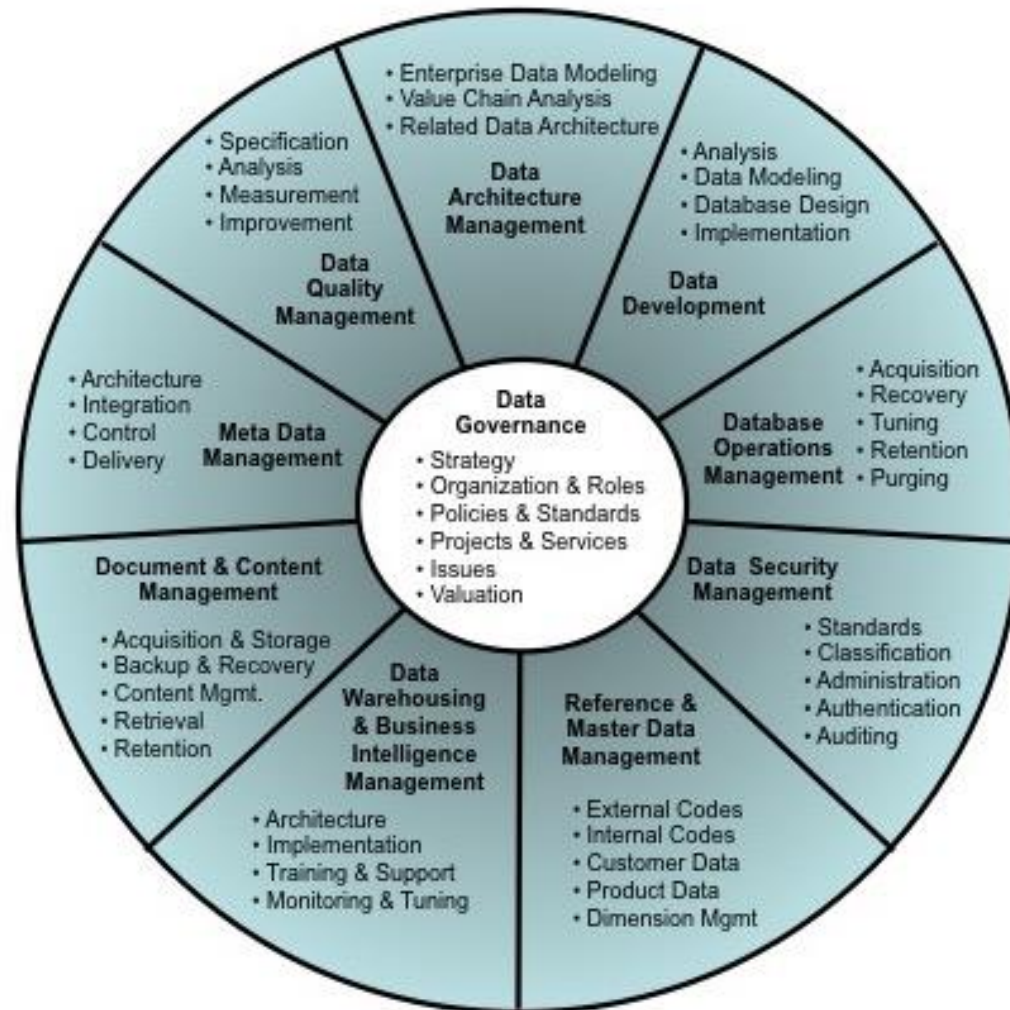 • Enterprise Data Modeling
• Value Chain Analysis
• Related Data Architecture
Data
Architecture
Management
• Analysis
• Data Modeling
• Database Design
• Implementation
Data
Development
• Acquisition
• Recovery
• Tuning
• Retention
• Purging
Database
Operations
Management
Data Security
Management
• Standards
• Classification
• Administration
• Authentication
• Auditing
Reference &
Master Data
Management
• External Codes
• Internal Codes
• Customer Data
• Product Data
• Dimension Mgmt
Data
Warehousing
& Business
Intelligence
Management
• Architecture
• Implementation
• Training & Support
• Monitoring & Tuning
Document & Content
Management
• Acquisition & Storage
• Backup & Recovery
• Content Mgmt.
• Retrieval
• Retention
• Architecture
• Integration
• Control
• Delivery
Meta Data
Management
• Specification
• Analysis
• Measurement
• Improvement
Data
Quality
Management
Data
Governance
• Strategy
• Organization & Roles
• Policies & Standards
• Projects & Services
• Issues
• Valuation